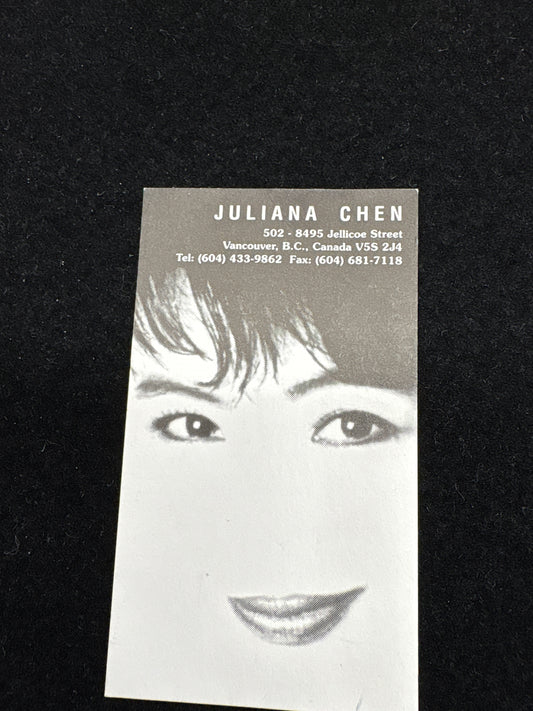 JULIANA CHEN
502 - 8495 Jellicoe Street
Vancouver, B.C., Canada V5S 2J4
Tel: (604) 433-9862 Fax: (604) 681-7118